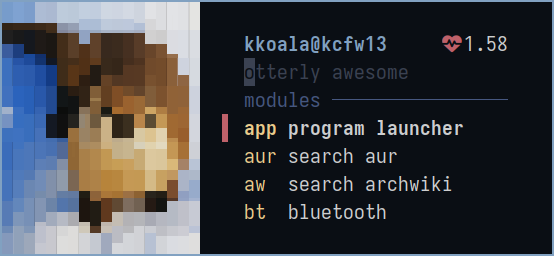 kkoala@kcfw13 1.58
otterly awesome
modules
app program launcher
aur search aur
aw search archwiki
bt bluetooth